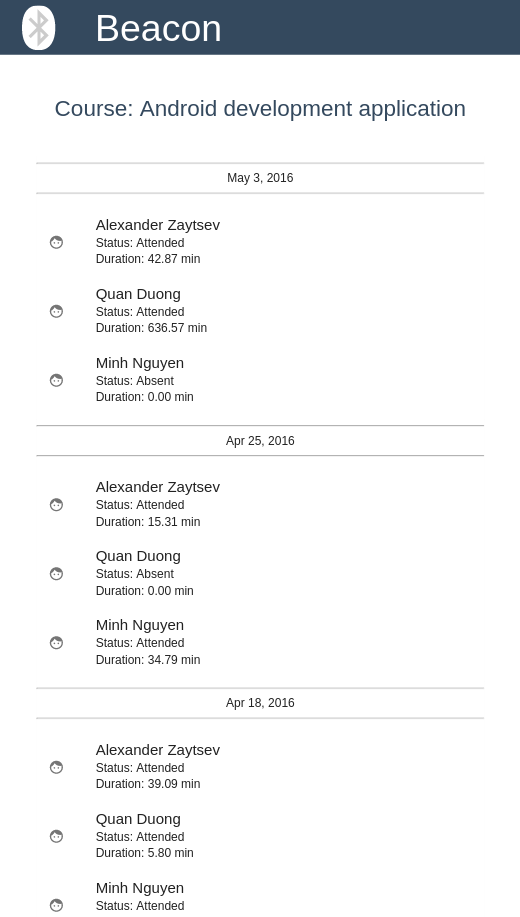 Beacon
Course: Android development application
May 3, 2016
Alexander Zaytsev
Status: Attended
Duration: 42.87 min
Quan Duong
Status: Attended
Duration: 636.57 min
Minh Nguyen
Status: Absent
Duration: 0.00 min
Apr 25, 2016
Alexander Zaytsev
Status: Attended
Duration: 15.31 min
Quan Duong
Status: Absent
Duration: 0.00 min
Minh Nguyen
Status: Attended
Duration: 34.79 min
Apr 18, 2016
Alexander Zaytsev
Status: Attended
Duration: 39.09 min
Quan Duong
Status: Attended
Duration: 5.80 min
Minh Nguyen
Status: Attended